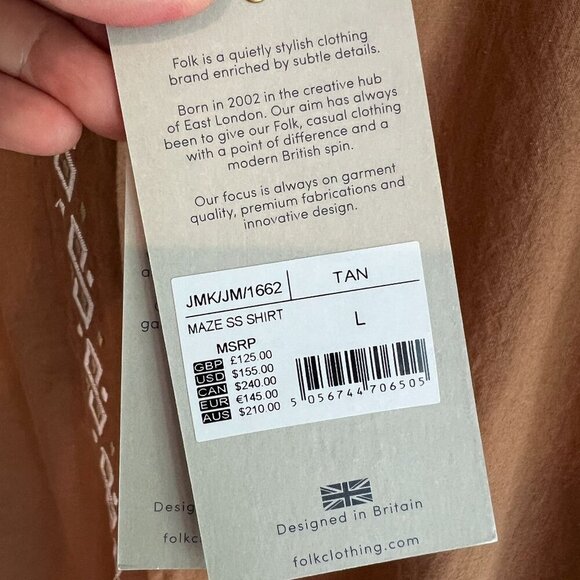 Folk is a quietly stylish clothing
brand enriched by subtle details.
Born in 2002 in the creative hub
of East London. Our aim has always
been to give our Folk, casual clothing
with a point of difference and a
modern British spin.
Our focus is always on garment
quality, premium fabrications and
innovative design.
JMK/JM/1662 TAN
MAZE SS SHIRT L
MSRP
GBP £125.00
USD $155.00
CAN $240.00
EUR €145.00
AUS $210.00
5 056744 706505
Designed in Britain
folkclothing.com
Desig
folkc